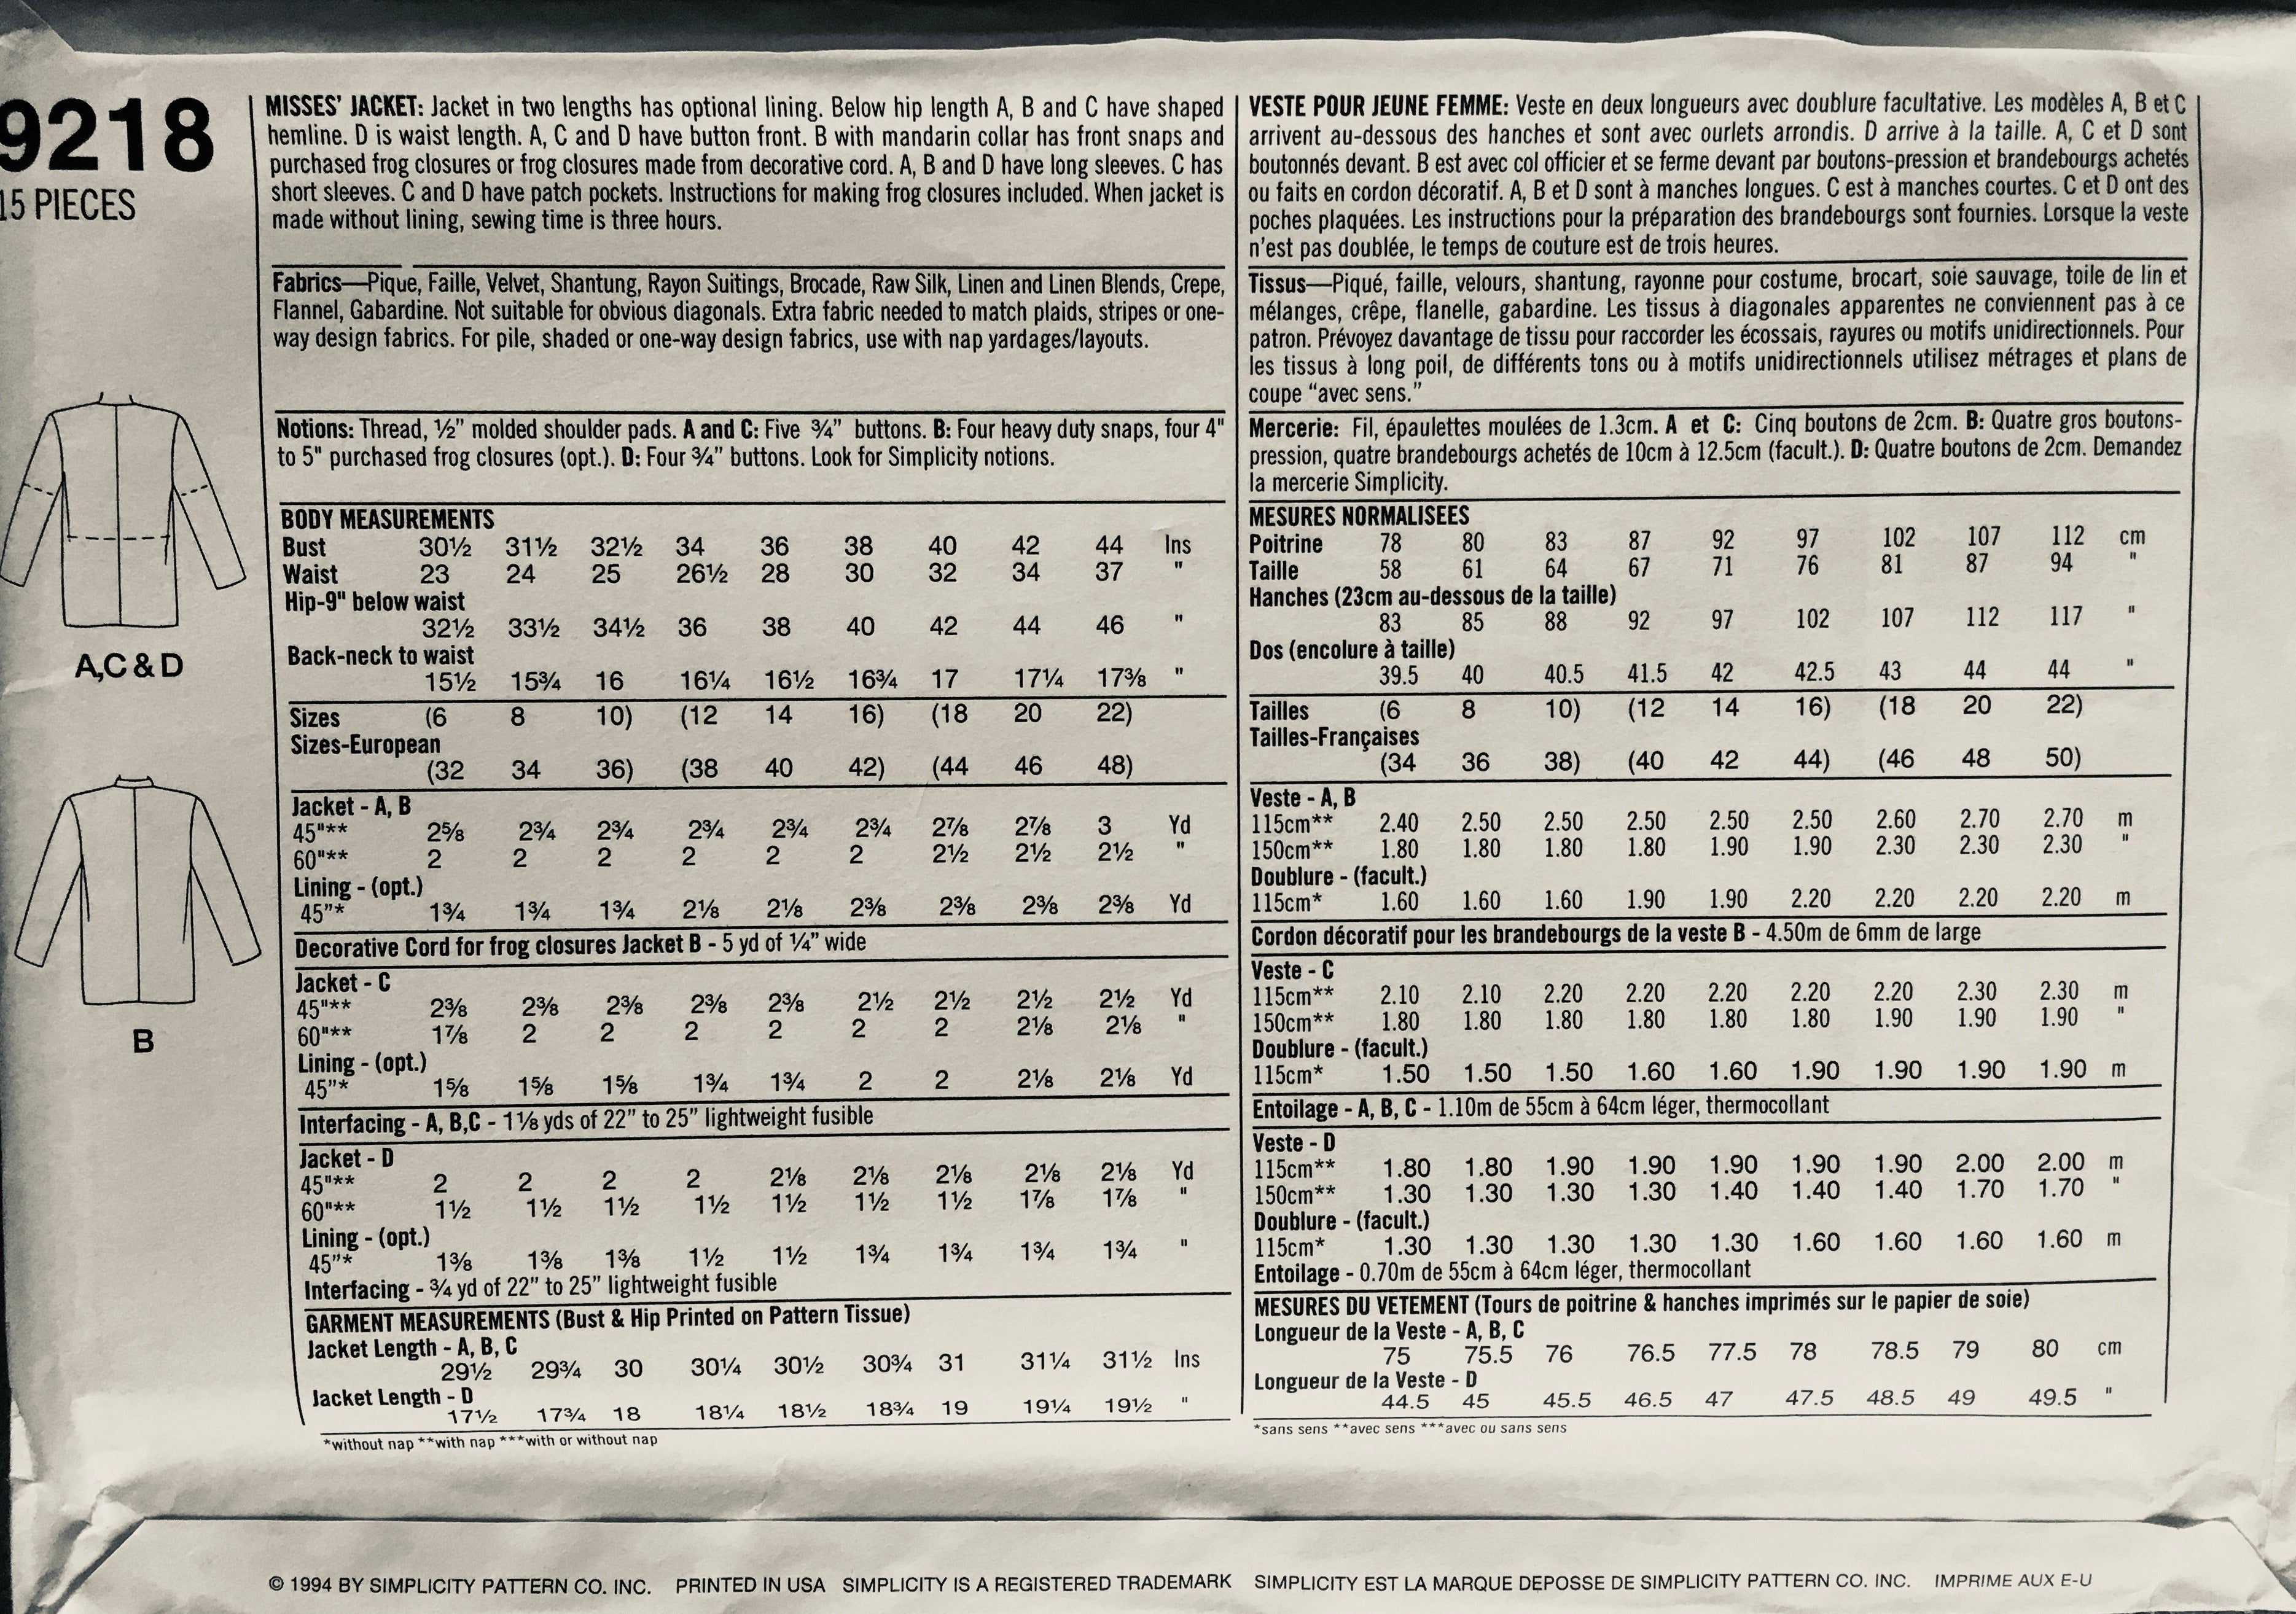 9218
15 PIECES
A,C & D
B
MISSES' JACKET: Jacket in two lengths has optional lining. Below hip length A, B and C have shaped
hemline. D is waist length. A, C and D have button front. B with mandarin collar has front snaps and
purchased frog closures or frog closures made from decorative cord. A, B and D have long sleeves. C has
short sleeves. C and D have patch pockets. Instructions for making frog closures included. When jacket is
made without lining, sewing time is three hours.
Fabrics—Pique, Faille, Velvet, Shantung, Rayon Suitings, Brocade, Raw Silk, Linen and Linen Blends, Crepe,
Flannel, Gabardine. Not suitable for obvious diagonals. Extra fabric needed to match plaids, stripes or one-
way design fabrics. For pile, shaded or one-way design fabrics, use with nap yardages/layouts.
Notions: Thread, ½" molded shoulder pads. A and C: Five ¾" buttons. B: Four heavy duty snaps, four 4"
to 5" purchased frog closures (opt.). D: Four ¾" buttons. Look for Simplicity notions.
BODY MEASUREMENTS
Bust 30½ 31½ 32½ 34 36 38 40 42 44 Ins
Waist 23 24 25 26½ 28 30 32 34 37 "
Hip-9" below waist
32½ 33½ 34½ 36 38 40 42 44 46 "
Back-neck to waist
15½ 15¾ 16 16¼ 16½ 16¾ 17 17¼ 17⅜ "
Sizes (6 8 10) (12 14 16) (18 20 22)
Sizes-European
(32 34 36) (38 40 42) (44 46 48)
Jacket - A, B
45"** 2⅝ 2¾ 2¾ 2¾ 2¾ 2¾ 2⅞ 2⅞ 3 Yd
60"** 2 2 2 2 2 2 2½ 2½ 2½ "
Lining - (opt.)
45"* 1¾ 1¾ 1¾ 2⅛ 2⅛ 2⅜ 2⅜ 2⅜ 2⅜ Yd
Decorative Cord for frog closures Jacket B - 5 yd of ¼" wide
Jacket - C
45"** 2⅜ 2⅜ 2⅜ 2⅜ 2⅜ 2½ 2½ 2½ 2½ Yd
60"** 1⅞ 2 2 2 2 2 2 2⅛ 2⅛ "
Lining - (opt.)
45"* 1⅝ 1⅝ 1⅝ 1¾ 1¾ 2 2 2⅛ 2⅛ Yd
Interfacing - A, B,C - 1⅛ yds of 22" to 25" lightweight fusible
Jacket - D
45"** 2 2 2 2 2⅛ 2⅛ 2⅛ 2⅛ 2⅛ Yd
60"** 1½ 1½ 1½ 1½ 1½ 1½ 1½ 1⅞ 1⅞ "
Lining - (opt.)
45"* 1⅜ 1⅜ 1⅜ 1½ 1½ 1¾ 1¾ 1¾ 1¾ "
Interfacing - ¾ yd of 22" to 25" lightweight fusible
GARMENT MEASUREMENTS (Bust & Hip Printed on Pattern Tissue)
Jacket Length - A, B, C
29½ 29¾ 30 30¼ 30½ 30¾ 31 31¼ 31½ Ins
Jacket Length - D
17½ 17¾ 18 18¼ 18½ 18¾ 19 19¼ 19½ "
*without nap **with nap ***with or without nap
VESTE POUR JEUNE FEMME: Veste en deux longueurs avec doublure facultative. Les modèles A, B et C
arrivent au-dessous des hanches et sont avec ourlets arrondis. D arrive à la taille. A, C et D sont
boutonnés devant. B est avec col officier et se ferme devant par boutons-pression et brandebourgs achetés
ou faits en cordon décoratif. A, B et D sont à manches longues. C est à manches courtes. C et D ont des
poches plaquées. Les instructions pour la préparation des brandebourgs sont fournies. Lorsque la veste
n'est pas doublée, le temps de couture est de trois heures.
Tissus—Piqué, faille, velours, shantung, rayonne pour costume, brocart, soie sauvage, toile de lin et
mélanges, crêpe, flanelle, gabardine. Les tissus à diagonales apparentes ne conviennent pas à ce
patron. Prévoyez davantage de tissu pour raccorder les écossais, rayures ou motifs unidirectionnels. Pour
les tissus à long poil, de différents tons ou à motifs unidirectionnels utilisez métrages et plans de
coupe "avec sens."
Mercerie: Fil, épaulettes moulées de 1.3cm. A et C: Cinq boutons de 2cm. B: Quatre gros boutons-
pression, quatre brandebourgs achetés de 10cm à 12.5cm (facult.). D: Quatre boutons de 2cm. Demandez
la mercerie Simplicity.
MESURES NORMALISEES
Poitrine 78 80 83 87 92 97 102 107 112 cm
Taille 58 61 64 67 71 76 81 87 94 "
Hanches (23cm au-dessous de la taille)
83 85 88 92 97 102 107 112 117 "
Dos (encolure à taille)
39.5 40 40.5 41.5 42 42.5 43 44 44 "
Tailles (6 8 10) (12 14 16) (18 20 22)
Tailles-Françaises
(34 36 38) (40 42 44) (46 48 50)
Veste - A, B
115cm** 2.40 2.50 2.50 2.50 2.50 2.50 2.60 2.70 2.70 m
150cm** 1.80 1.80 1.80 1.80 1.90 1.90 2.30 2.30 2.30 "
Doublure - (facult.)
115cm* 1.60 1.60 1.60 1.90 1.90 2.20 2.20 2.20 2.20 m
Cordon décoratif pour les brandebourgs de la veste B - 4.50m de 6mm de large
Veste - C
115cm** 2.10 2.10 2.20 2.20 2.20 2.20 2.20 2.30 2.30 m
150cm** 1.80 1.80 1.80 1.80 1.80 1.80 1.90 1.90 1.90 "
Doublure - (facult.)
115cm* 1.50 1.50 1.50 1.60 1.60 1.90 1.90 1.90 1.90 m
Entoilage - A, B, C - 1.10m de 55cm à 64cm léger, thermocollant
Veste - D
115cm** 1.80 1.80 1.90 1.90 1.90 1.90 1.90 2.00 2.00 m
150cm** 1.30 1.30 1.30 1.30 1.40 1.40 1.40 1.70 1.70 "
Doublure - (facult.)
115cm* 1.30 1.30 1.30 1.30 1.30 1.60 1.60 1.60 1.60 m
Entoilage - 0.70m de 55cm à 64cm léger, thermocollant
MESURES DU VETEMENT (Tours de poitrine & hanches imprimés sur le papier de soie)
Longueur de la Veste - A, B, C
75 75.5 76 76.5 77.5 78 78.5 79 80 cm
Longueur de la Veste - D
44.5 45 45.5 46.5 47 47.5 48.5 49 49.5 "
*sans sens **avec sens ***avec ou sans sens
© 1994 BY SIMPLICITY PATTERN CO. INC. PRINTED IN USA SIMPLICITY IS A REGISTERED TRADEMARK SIMPLICITY EST LA MARQUE DEPOSSE DE SIMPLICITY PATTERN CO. INC. IMPRIME AUX E-U